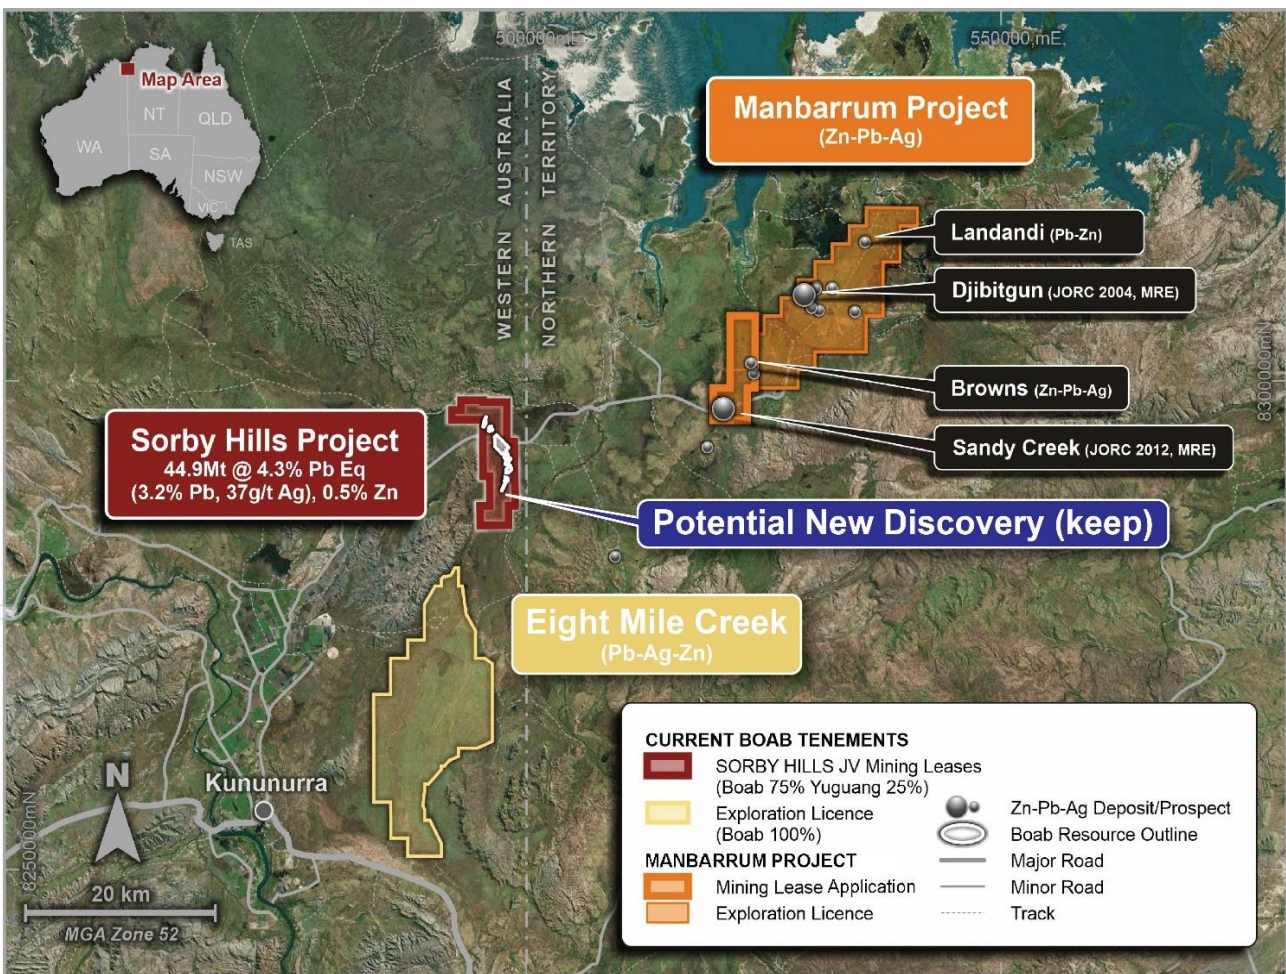 500000mE
550000mE
Map Area
NT
QLD
WA
SA
NSW
VIC
TAS
WESTERN AUSTRALIA
NORTHERN TERRITORY
Manbarrum Project
(Zn-Pb-Ag)
Landandi (Pb-Zn)
Djibitgun (JORC 2004, MRE)
Browns (Zn-Pb-Ag)
Sandy Creek (JORC 2012, MRE)
8300000mN
Sorby Hills Project
44.9Mt @ 4.3% Pb Eq
(3.2% Pb, 37g/t Ag), 0.5% Zn
Potential New Discovery (keep)
Eight Mile Creek
(Pb-Ag-Zn)
Kununurra
8250000mN
N
20 km
MGA Zone 52
CURRENT BOAB TENEMENTS
SORBY HILLS JV Mining Leases
(Boab 75% Yuguang 25%)
Exploration Licence
(Boab 100%)
MANBARRUM PROJECT
Mining Lease Application
Exploration Licence
Zn-Pb-Ag Deposit/Prospect
Boab Resource Outline
Major Road
Minor Road
Track